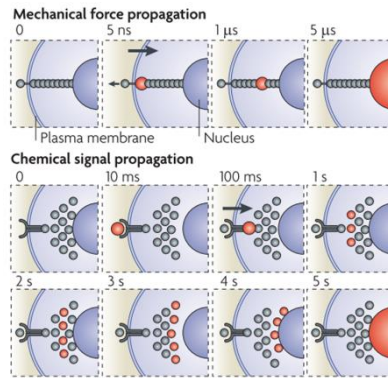 Mechanical force propagation
0 5 ns 1 μs 5 μs
Plasma membrane Nucleus
Chemical signal propagation
0 10 ms 100 ms 1 s
2 s 3 s 4 s 5 s